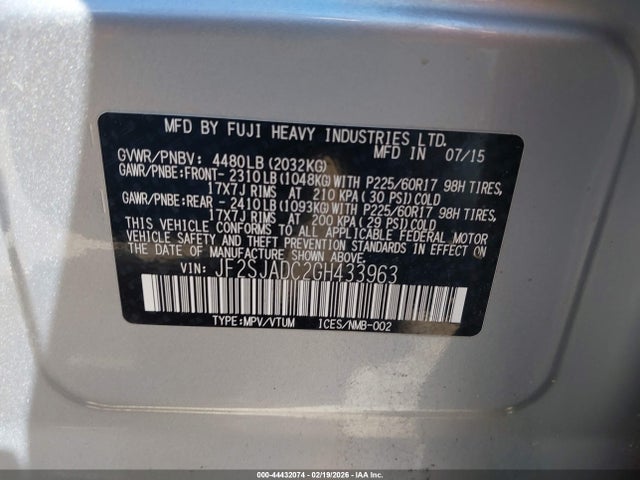 MFD BY FUJI HEAVY INDUSTRIES LTD.
MFD IN 07/15
GVWR/PNBV: 4480LB (2032KG)
GAWR/PNBE:FRONT- 2310LB(1048KG)WITH P225/60R17 98H TIRES,
17X7J RIMS AT 210 KPA(30 PSI)COLD
GAWR/PNBE:REAR - 2410LB(1093KG)WITH P225/60R17 98H TIRES,
17X7J RIMS AT 200 KPA(29 PSI)COLD
THIS VEHICLE CONFORMS TO ALL APPLICABLE FEDERAL MOTOR
VEHICLE SAFETY AND THEFT PREVENTION STANDARDS IN EFFECT ON
THE DATE OF MANUFACTURE SHOWN ABOVE.
VIN: JF2SJADC2GH433963
TYPE:MPV/VTUM ICES/NMB-002
000-44432074 - 02/19/2026 - IAA Inc.